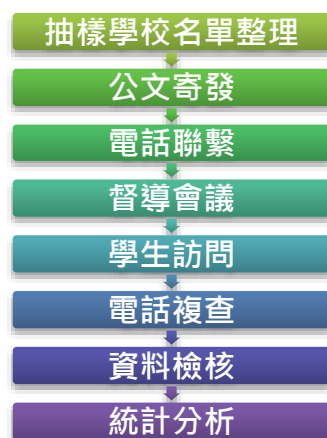 抽樣學校名單整理
公文寄發
電話聯繫
督導會議
學生訪問
電話複查
資料檢核
統計分析